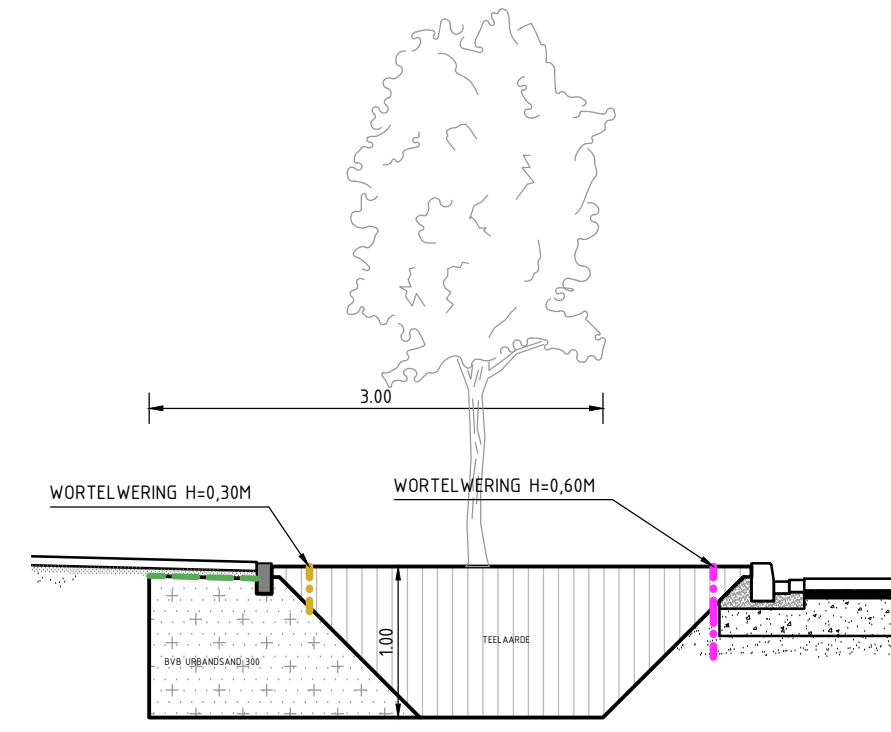 3.00
WORTELWERING H=0,60M
WORTELWERING H=0,30M
1.00
TEELAARDE
BVB URBANDSAND 300